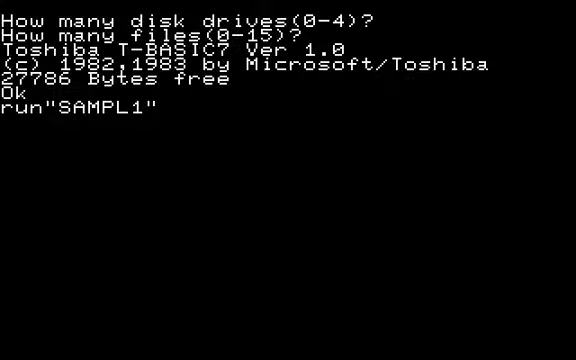 How many disk drives(0-4)?
How many files(0-15)?
Toshiba T-BASIC7 Ver 1.0
(c) 1982,1983 by Microsoft/Toshiba
27786 Bytes free
Ok
run"SAMPL1"